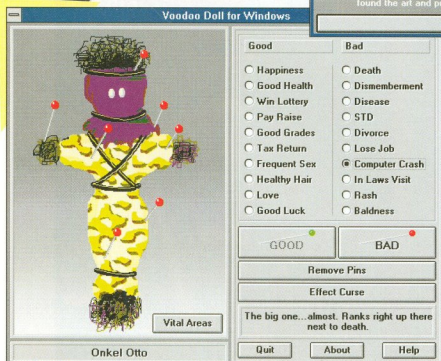 found the art and
Voodoo Doll for Windows
Good
Bad
Happiness
Death
Good Health
Dismemberment
Win Lottery
Disease
Pay Raise
STD
Good Grades
Divorce
Tax Return
Lose Job
Frequent Sex
Computer Crash
Healthy Hair
In Laws Visit
Love
Rash
Good Luck
Baldness
GOOD
BAD
Remove Pins
Effect Curse
The big one...almost. Ranks right up there
next to death.
Vital Areas
Onkel Otto
Quit
About
Help